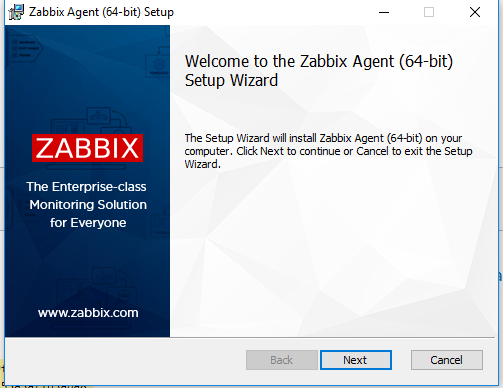 Zabbix Agent (64-bit) Setup
Welcome to the Zabbix Agent (64-bit)
Setup Wizard
The Setup Wizard will install Zabbix Agent (64-bit) on your
computer. Click Next to continue or Cancel to exit the Setup
Wizard.
ZABBIX
The Enterprise-class
Monitoring Solution
for Everyone
www.zabbix.com
Back
Next
Cancel